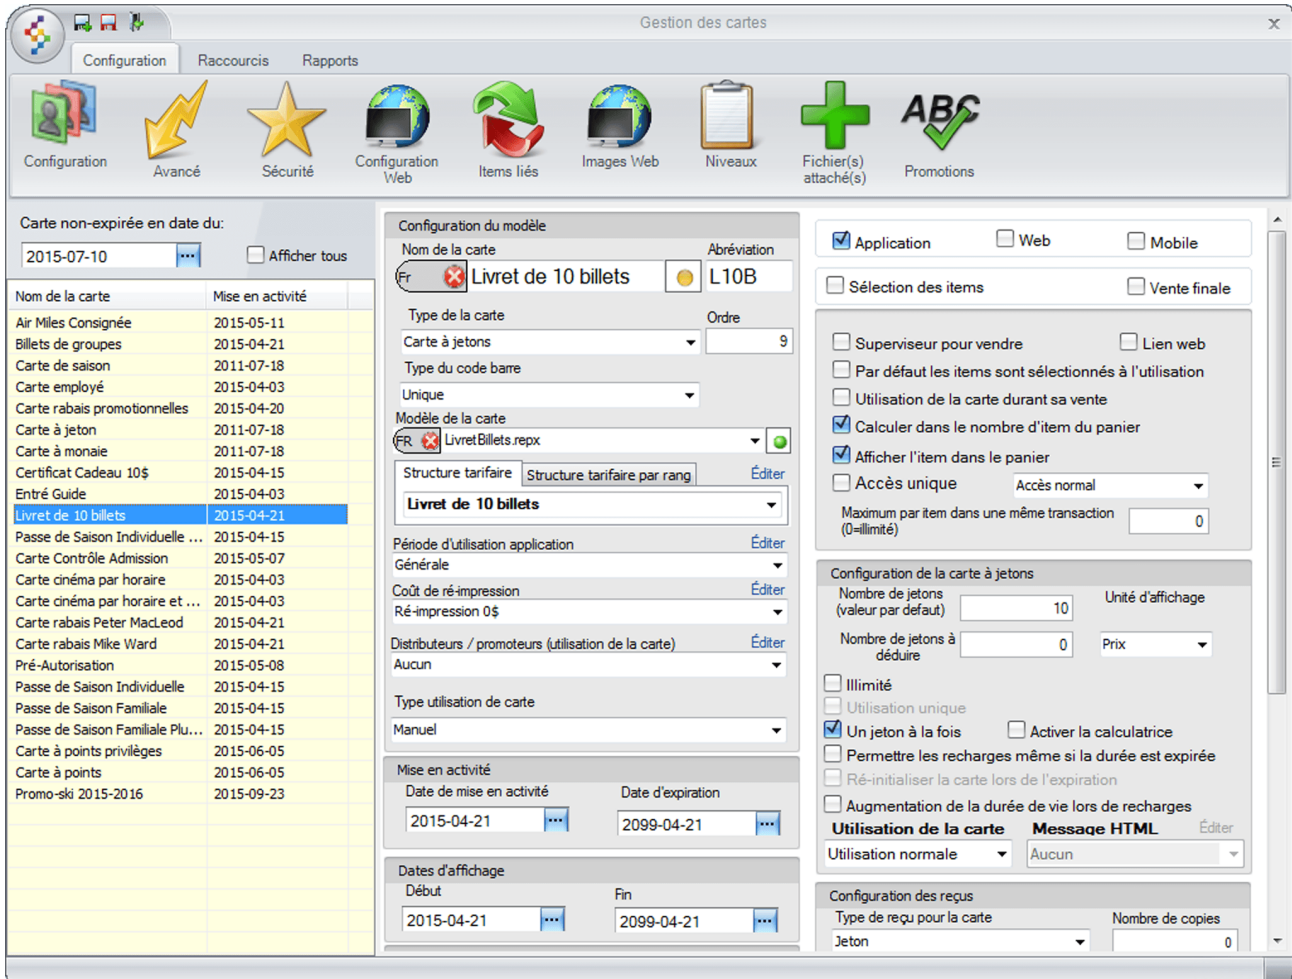 Gestion des cartes
x
Configuration Raccourcis Rapports
Configuration
Avancé
Sécurité
Configuration Web
Items liés
Images Web
Niveaux
Fichier(s) attaché(s)
ABC
Promotions
Carte non-expirée en date du:
2015-07-10 ... Afficher tous
Nom de la carte Mise en activité
Air Miles Consignée 2015-05-11
Billets de groupes 2015-04-21
Carte de saison 2011-07-18
Carte employé 2015-04-03
Carte rabais promotionnelles 2015-04-20
Carte à jeton 2011-07-18
Carte à monaie 2011-07-18
Certificat Cadeau 10$ 2015-04-15
Entré Guide 2015-04-03
Livret de 10 billets 2015-04-21
Passe de Saison Individuelle ... 2015-04-15
Carte Contrôle Admission 2015-05-07
Carte cinéma par horaire 2015-04-03
Carte cinéma par horaire et ... 2015-04-03
Carte rabais Peter MacLeod 2015-04-21
Carte rabais Mike Ward 2015-04-21
Pré-Autorisation 2015-05-08
Passe de Saison Individuelle 2015-04-15
Passe de Saison Familiale 2015-04-15
Passe de Saison Familiale Plu... 2015-04-15
Carte à points privilèges 2015-06-05
Carte à points 2015-06-05
Promo-ski 2015-2016 2015-09-23
Configuration du modèle
Nom de la carte Abréviation
Fr Livret de 10 billets L10B
Type de la carte Ordre
Carte à jetons 9
Type du code barre
Unique
Modèle de la carte
FR LivretBillets.repx
Structure tarifaire Structure tarifaire par rang Éditer
Livret de 10 billets
Période d'utilisation application Éditer
Générale
Coût de ré-impression Éditer
Ré-impression 0$
Distributeurs / promoteurs (utilisation de la carte) Éditer
Aucun
Type utilisation de carte
Manuel
Mise en activité
Date de mise en activité Date d'expiration
2015-04-21 ... 2099-04-21 ...
Dates d'affichage
Début Fin
2015-04-21 ... 2099-04-21 ...
Application Web Mobile
Sélection des items Vente finale
Superviseur pour vendre Lien web
Par défaut les items sont sélectionnés à l'utilisation
Utilisation de la carte durant sa vente
Calculer dans le nombre d'item du panier
Afficher l'item dans le panier
Accès unique Accès normal
Maximum par item dans une même transaction
(0=illimité) 0
Configuration de la carte à jetons
Nombre de jetons
(valeur par defaut) 10 Unité d'affichage
Nombre de jetons à
déduire 0 Prix
Illimité
Utilisation unique
Un jeton à la fois Activer la calculatrice
Permettre les recharges même si la durée est expirée
Ré-initialiser la carte lors de l'expiration
Augmentation de la durée de vie lors de recharges
Utilisation de la carte Message HTML Éditer
Utilisation normale Aucun
Configuration des reçus
Type de reçu pour la carte Nombre de copies
Jeton 0